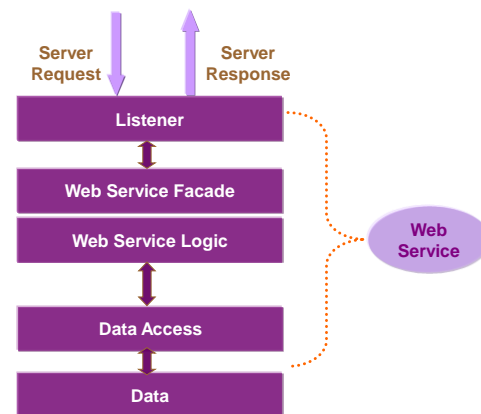 Server
Request
Server
Response
Listener
Web Service Facade
Web Service Logic
Web
Service
Data Access
Data